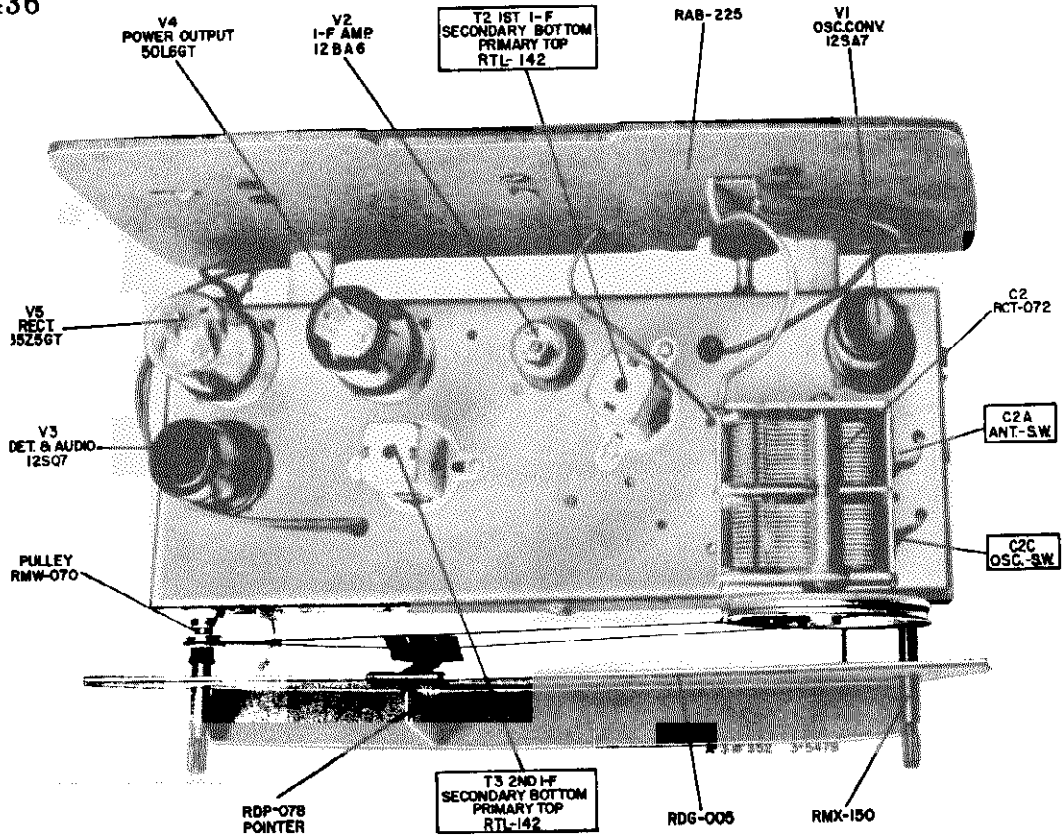 36
V4
POWER OUTPUT
50L6GT
V2
I-F AMP.
12BA6
T2 1ST I-F
SECONDARY BOTTOM
PRIMARY TOP
RTL-142
RAB-225
V1
OSC.CONV.
12SA7
V5
RECT.
35Z5GT
C2
RCT-072
V3
DET. & AUDIO
12SQ7
C2A
ANT.-S.W.
C2C
OSC.-S.W.
PULLEY
RMW-070
RDP-078
POINTER
T3 2ND I-F
SECONDARY BOTTOM
PRIMARY TOP
RTL-142
RDG-005
RMX-150